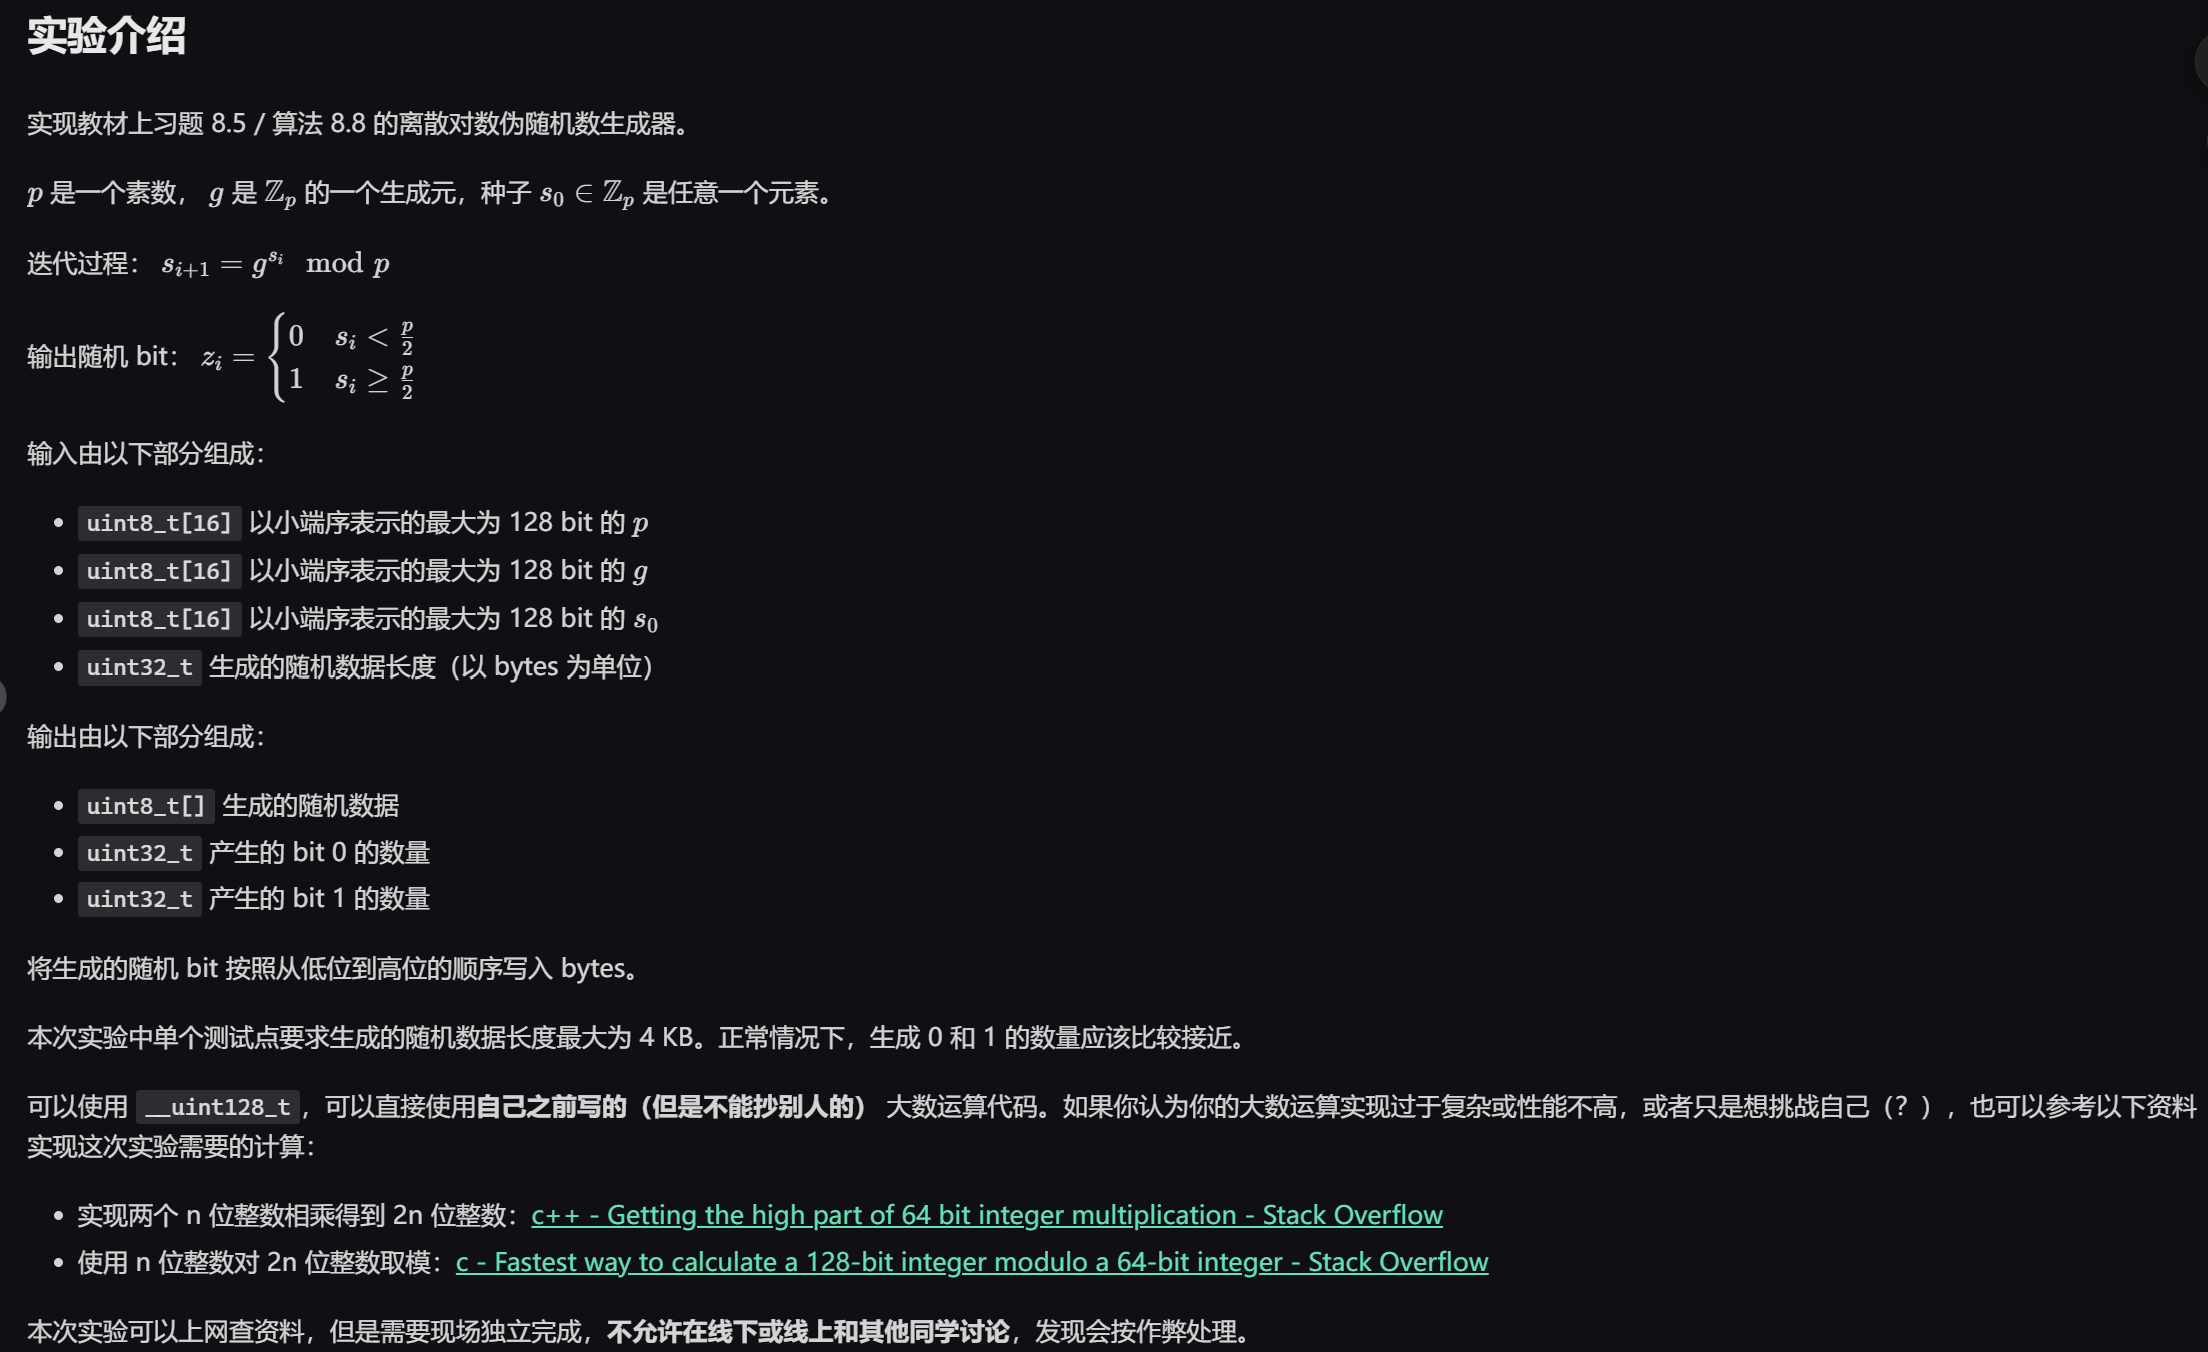 实验介绍
实现教材上习题 8.5 / 算法 8.8 的离散对数伪随机数生成器。
p 是一个素数， g 是 ℤ_p 的一个生成元，种子 s_0 ∈ ℤ_p 是任意一个元素。
迭代过程： s_{i+1} = g^{s_i} mod p
输出随机 bit： z_i = { 0 s_i < p/2
1 s_i ≥ p/2
输入由以下部分组成：
• uint8_t[16] 以小端序表示的最大为 128 bit 的 p
• uint8_t[16] 以小端序表示的最大为 128 bit 的 g
• uint8_t[16] 以小端序表示的最大为 128 bit 的 s_0
• uint32_t 生成的随机数据长度（以 bytes 为单位）
输出由以下部分组成：
• uint8_t[] 生成的随机数据
• uint32_t 产生的 bit 0 的数量
• uint32_t 产生的 bit 1 的数量
将生成的随机 bit 按照从低位到高位的顺序写入 bytes。
本次实验中单个测试点要求生成的随机数据长度最大为 4 KB。正常情况下，生成 0 和 1 的数量应该比较接近。
可以使用 __uint128_t，可以直接使用自己之前写的（但是不能抄别人的） 大数运算代码。如果你认为你的大数运算实现过于复杂或性能不高，或者只是想挑战自己（？），也可以参考以下资料
实现这次实验需要的计算：
• 实现两个 n 位整数相乘得到 2n 位整数：c++ - Getting the high part of 64 bit integer multiplication - Stack Overflow
• 使用 n 位整数对 2n 位整数取模：c - Fastest way to calculate a 128-bit integer modulo a 64-bit integer - Stack Overflow
本次实验可以上网查资料，但是需要现场独立完成，不允许在线下或线上和其他同学讨论，发现会按作弊处理。